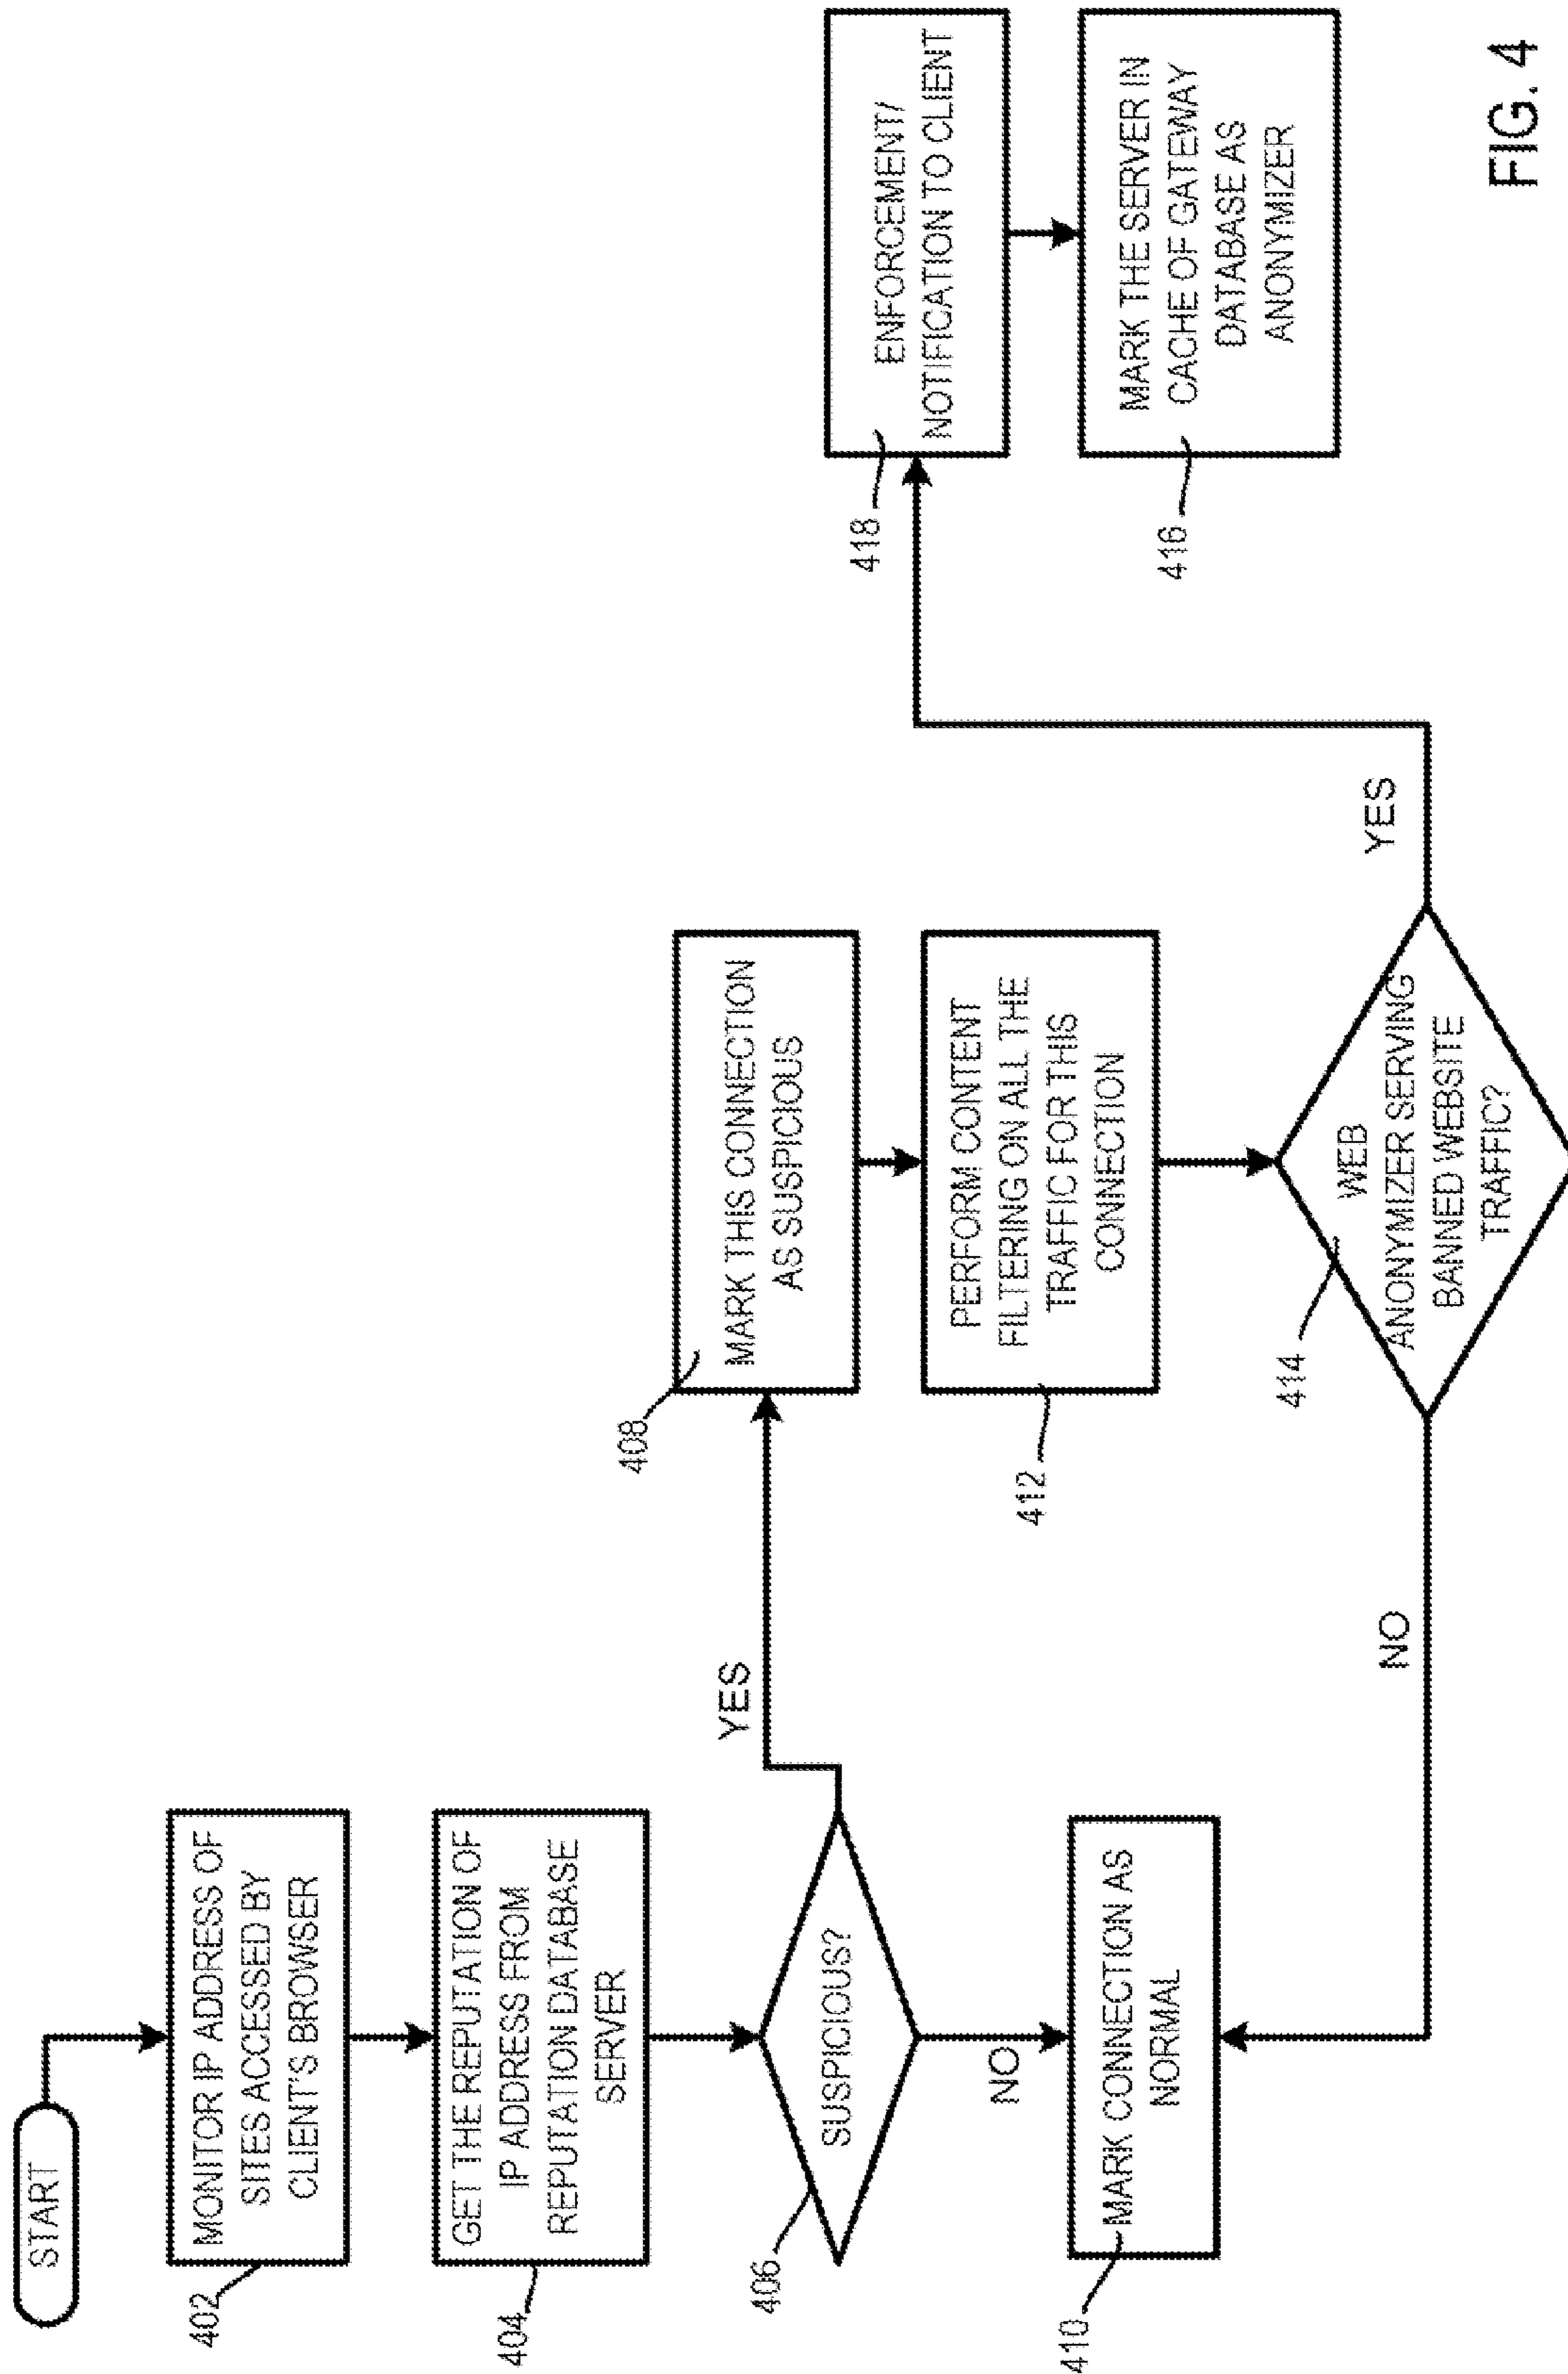 START
402
MONITOR IP ADDRESS OF
SITES ACCESSED BY
CLIENT'S BROWSER
404
GET THE REPUTATION OF
IP ADDRESS FROM
REPUTATION DATABASE
SERVER
406
SUSPICIOUS?
YES
NO
410
MARK CONNECTION AS
NORMAL
408
MARK THIS CONNECTION
AS SUSPICIOUS
412
PERFORM CONTENT
FILTERING ON ALL THE
TRAFFIC FOR THIS
CONNECTION
414
WEB
ANONYMIZER SERVING
BANNED WEBSITE
TRAFFIC?
NO
YES
418
ENFORCEMENT/
NOTIFICATION TO CLIENT
416
MARK THE SERVER IN
CACHE OF GATEWAY
DATABASE AS
ANONYMIZER
FIG. 4